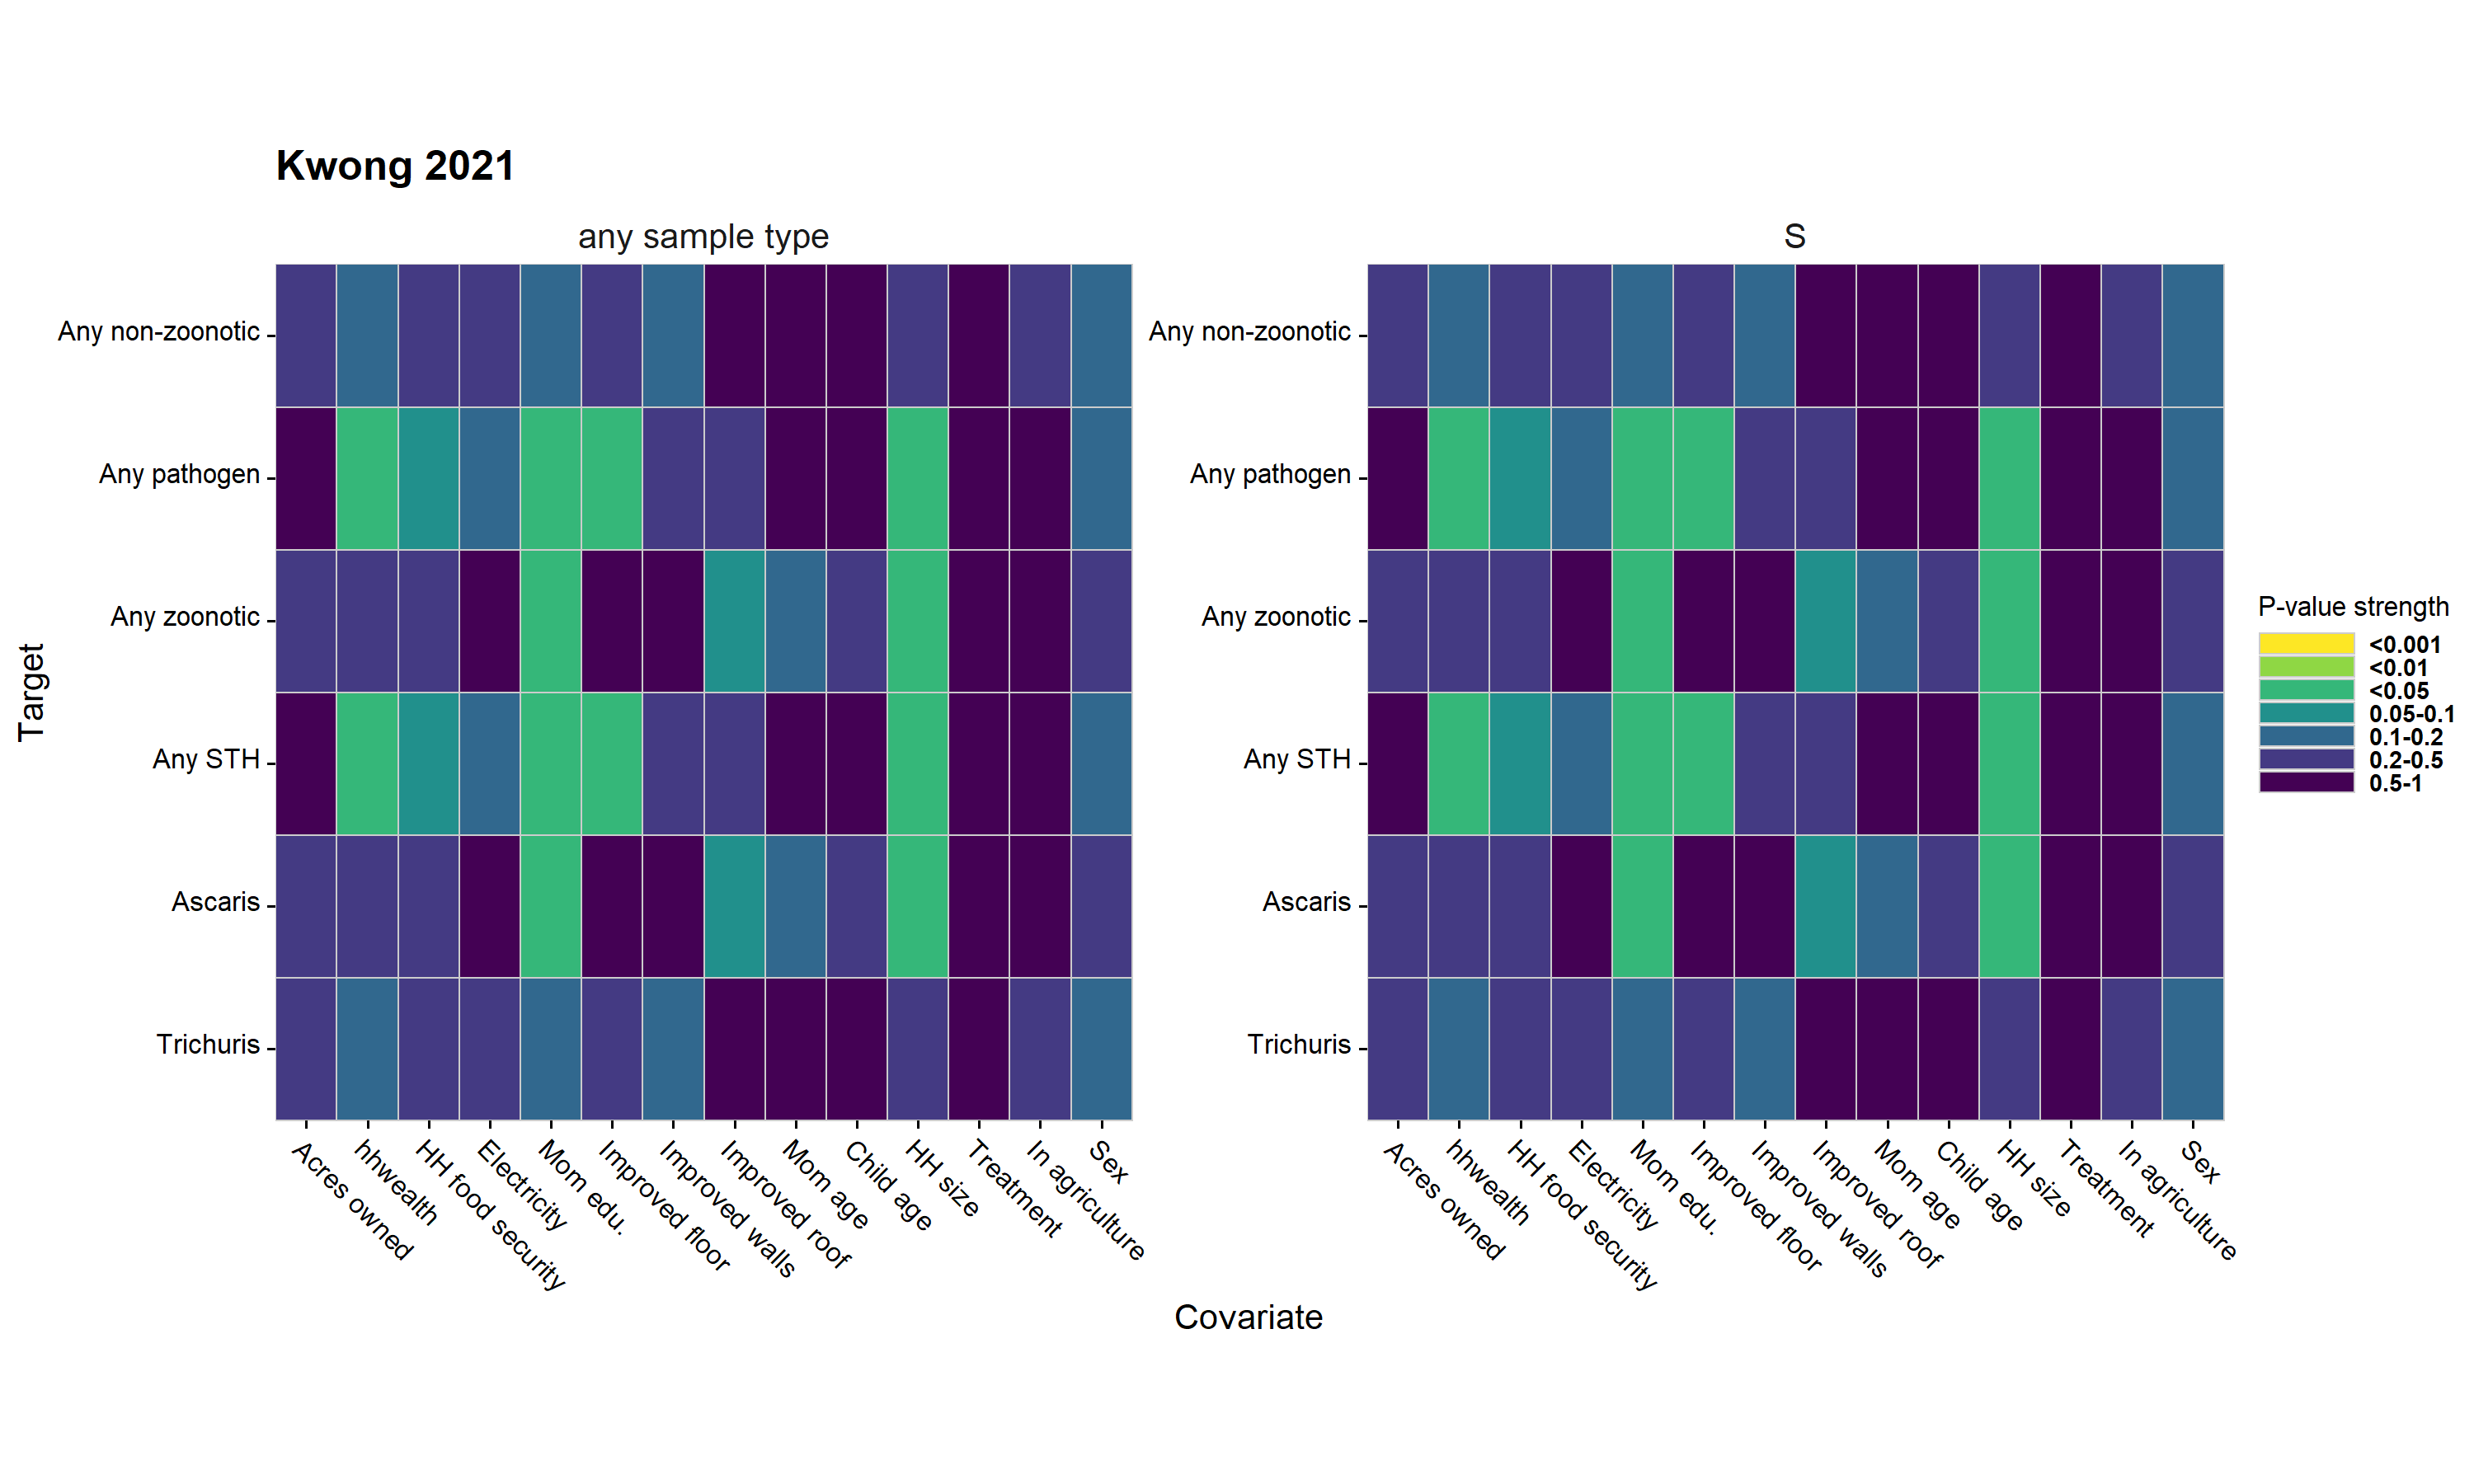 Kwong 2021
any sample type
S
Target
Any non-zoonotic
Any pathogen
Any zoonotic
Any STH
Ascaris
Trichuris
Any non-zoonotic
Any pathogen
Any zoonotic
Any STH
Ascaris
Trichuris
P-value strength
<0.001
<0.01
<0.05
0.05-0.1
0.1-0.2
0.2-0.5
0.5-1
Acres owned
hhwealth
HH food security
Electricity
Mom edu.
Improved floor
Improved walls
Improved roof
Mom age
Child age
HH size
Treatment
In agriculture
Sex
Acres owned
hhwealth
HH food security
Electricity
Mom edu.
Improved floor
Improved walls
Improved roof
Mom age
Child age
HH size
Treatment
In agriculture
Sex
Covariate